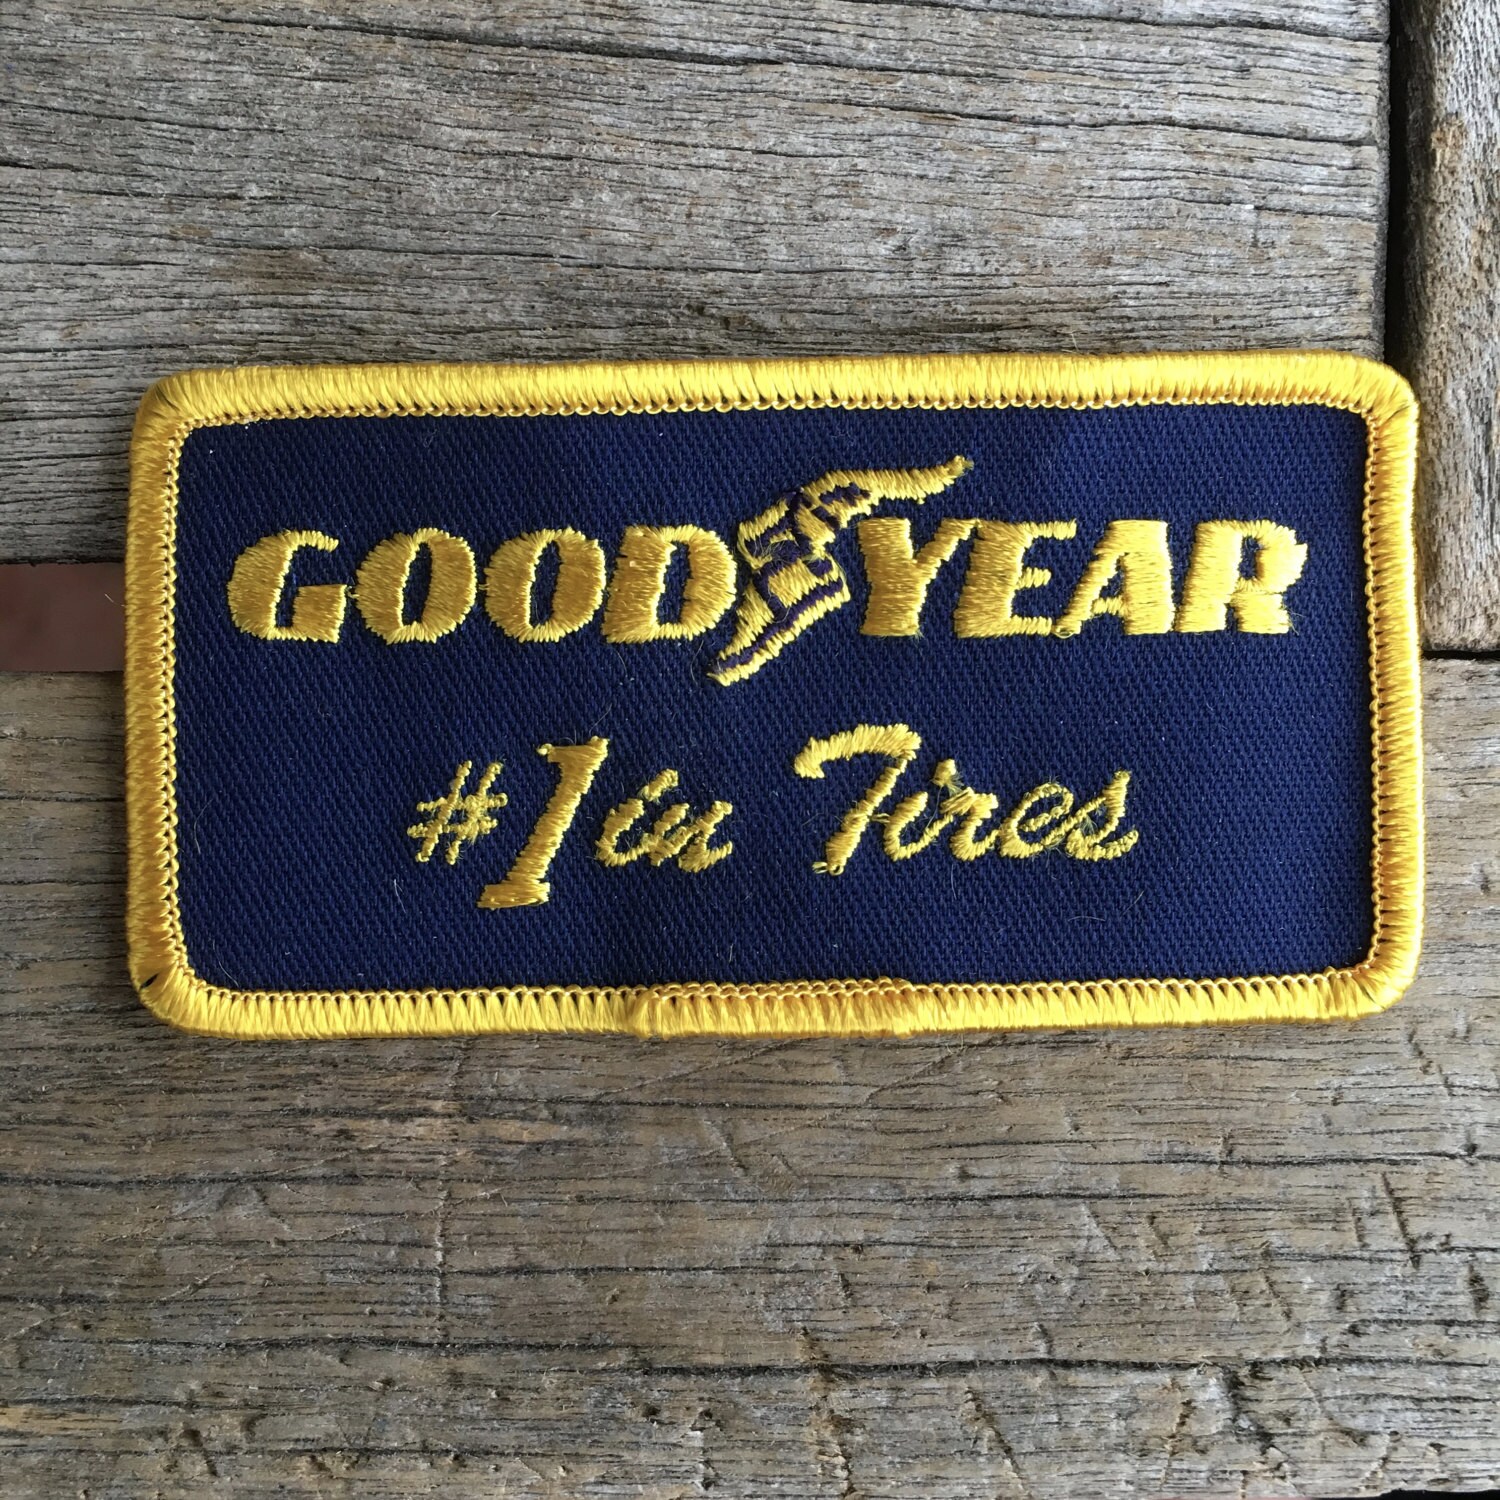 GOODYEAR
#1 in Tires